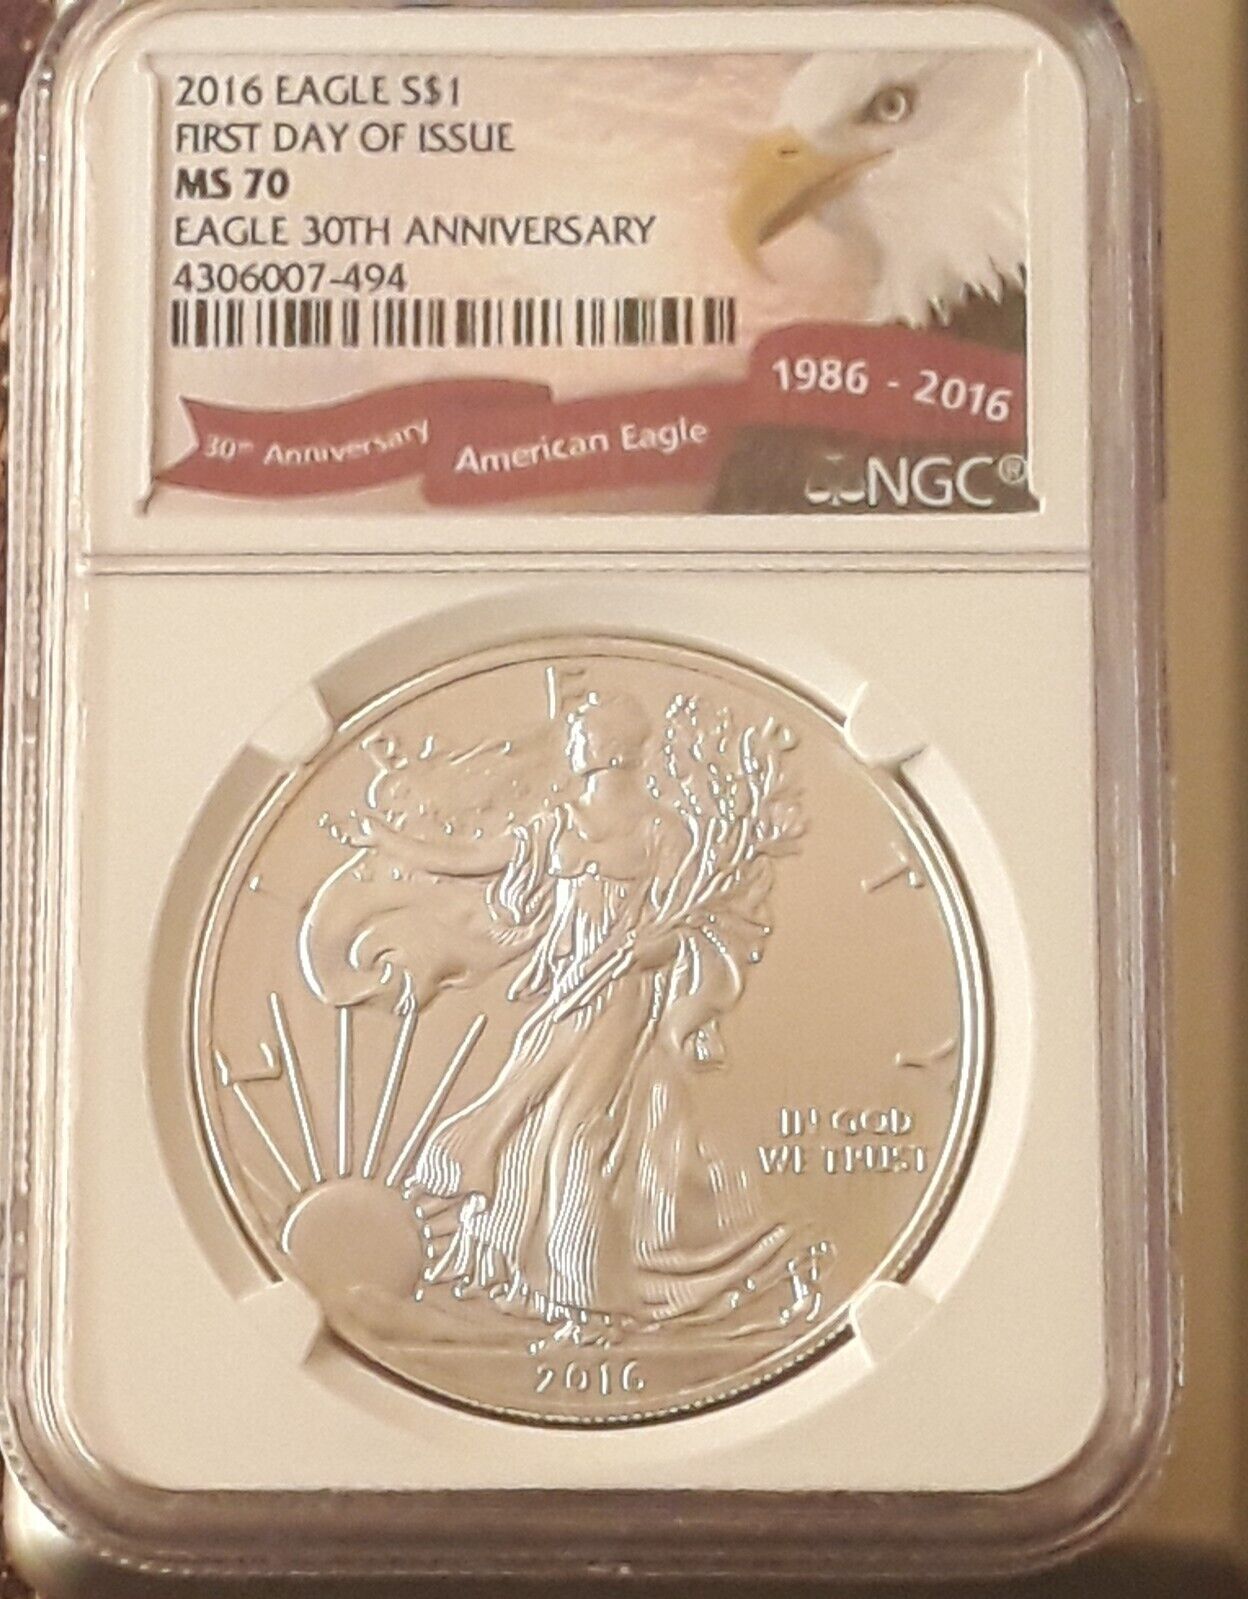 2016 EAGLE S$1
FIRST DAY OF ISSUE
MS 70
EAGLE 30TH ANNIVERSARY
4306007-494
30th Anniversary American Eagle 1986 - 2016
NGC®
LIBERTY
IN GOD
WE TRUST
2016